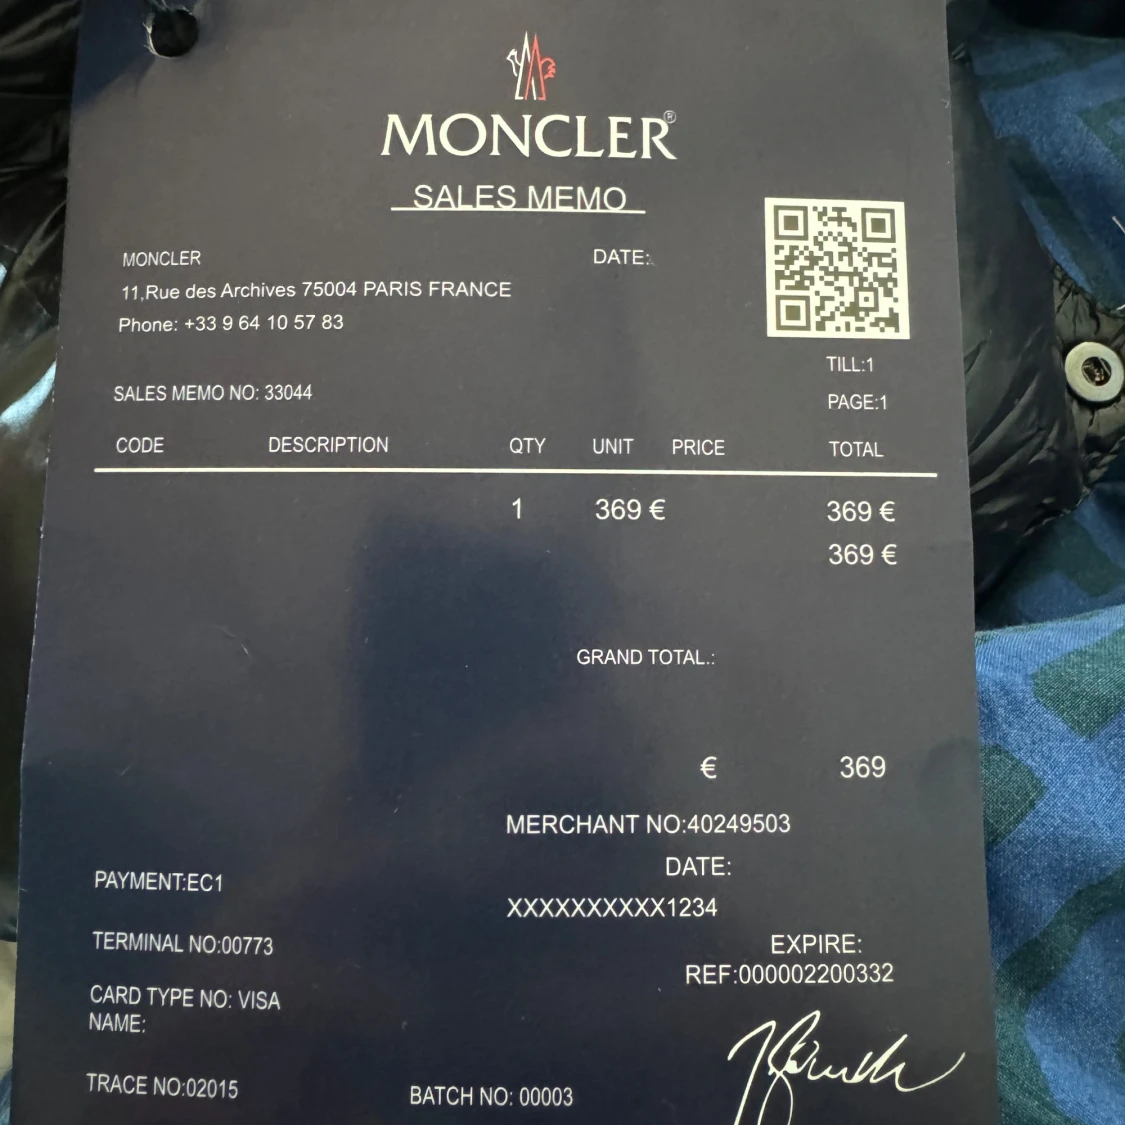 MONCLER®
SALES MEMO
MONCLER
DATE:
11,Rue des Archives 75004 PARIS FRANCE
Phone: +33 9 64 10 57 83
TILL:1
SALES MEMO NO: 33044
PAGE:1
CODE DESCRIPTION QTY UNIT PRICE TOTAL
1 369 € 369 €
369 €
GRAND TOTAL.:
€ 369
MERCHANT NO:40249503
DATE:
PAYMENT:EC1
XXXXXXXXXX1234
TERMINAL NO:00773
EXPIRE:
REF:000002200332
CARD TYPE NO: VISA
NAME:
TRACE NO:02015
BATCH NO: 00003